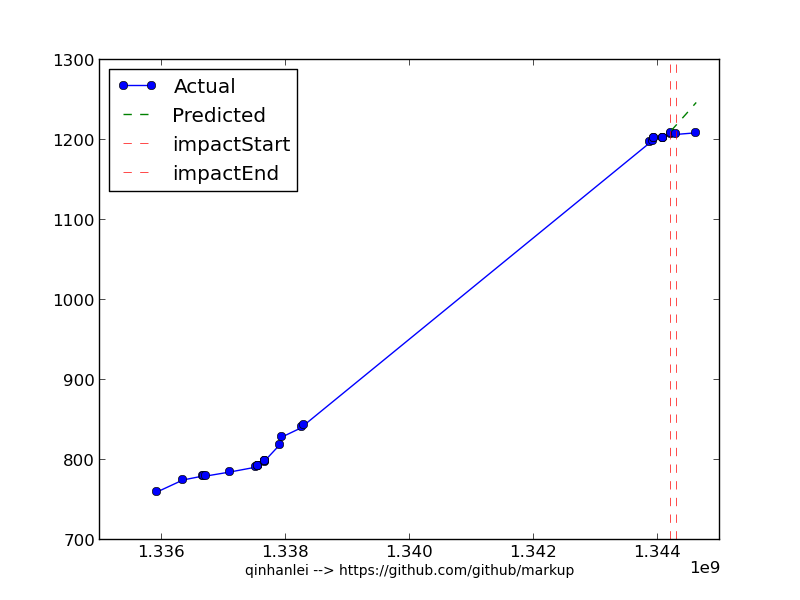 1300
1200
1100
1000
900
800
700
Actual
Predicted
impactStart
impactEnd
1.336 1.338 1.340 1.342 1.344
1e9
qinhanlei --> https://github.com/github/markup